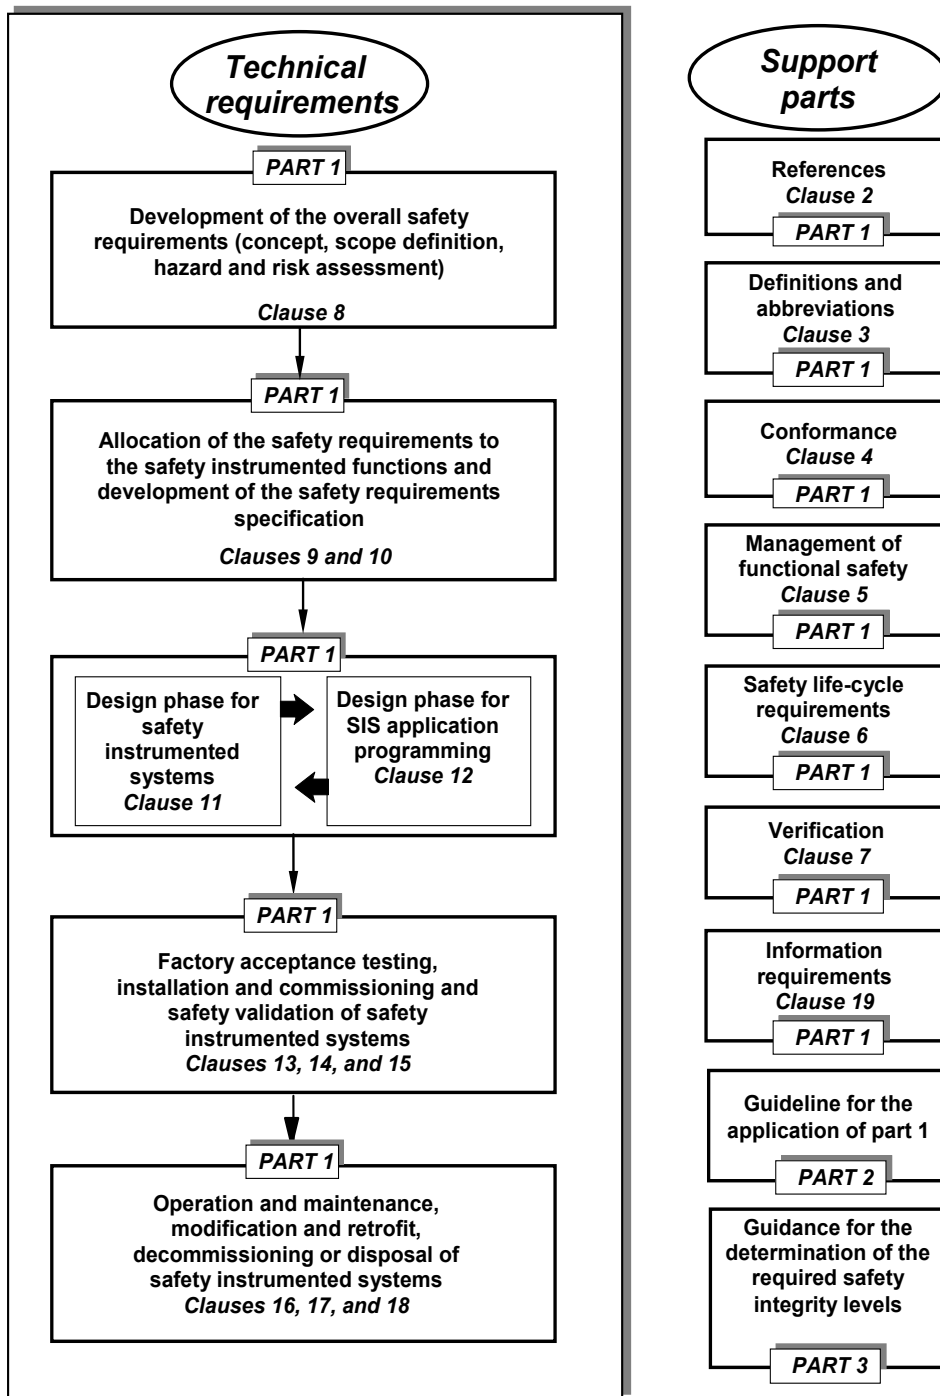 Technical
requirements
PART 1
Development of the overall safety
requirements (concept, scope definition,
hazard and risk assessment)
Clause 8
PART 1
Allocation of the safety requirements to
the safety instrumented functions and
development of the safety requirements
specification
Clauses 9 and 10
PART 1
Design phase for
safety
instrumented
systems
Clause 11
Design phase for
SIS application
programming
Clause 12
PART 1
Factory acceptance testing,
installation and commissioning and
safety validation of safety
instrumented systems
Clauses 13, 14, and 15
PART 1
Operation and maintenance,
modification and retrofit,
decommissioning or disposal of
safety instrumented systems
Clauses 16, 17, and 18
Support
parts
References
Clause 2
PART 1
Definitions and
abbreviations
Clause 3
PART 1
Conformance
Clause 4
PART 1
Management of
functional safety
Clause 5
PART 1
Safety life-cycle
requirements
Clause 6
PART 1
Verification
Clause 7
PART 1
Information
requirements
Clause 19
PART 1
Guideline for the
application of part 1
PART 2
Guidance for the
determination of the
required safety
integrity levels
PART 3